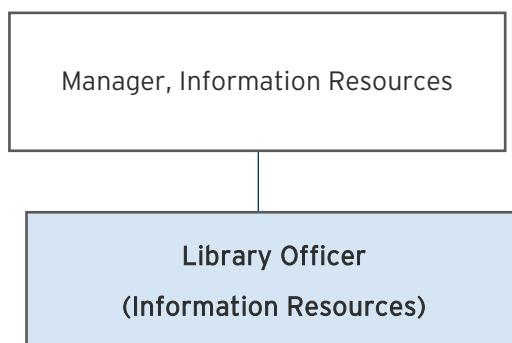 Manager, Information Resources
Library Officer
(Information Resources)